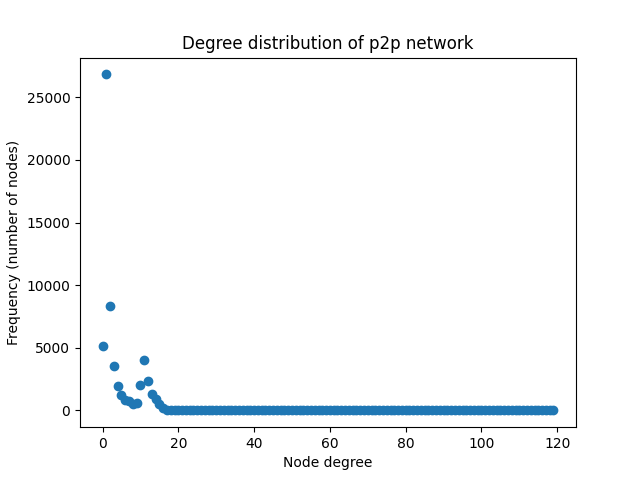 Degree distribution of p2p network
Frequency (number of nodes)
25000
20000
15000
10000
5000
0
0 20 40 60 80 100 120
Node degree